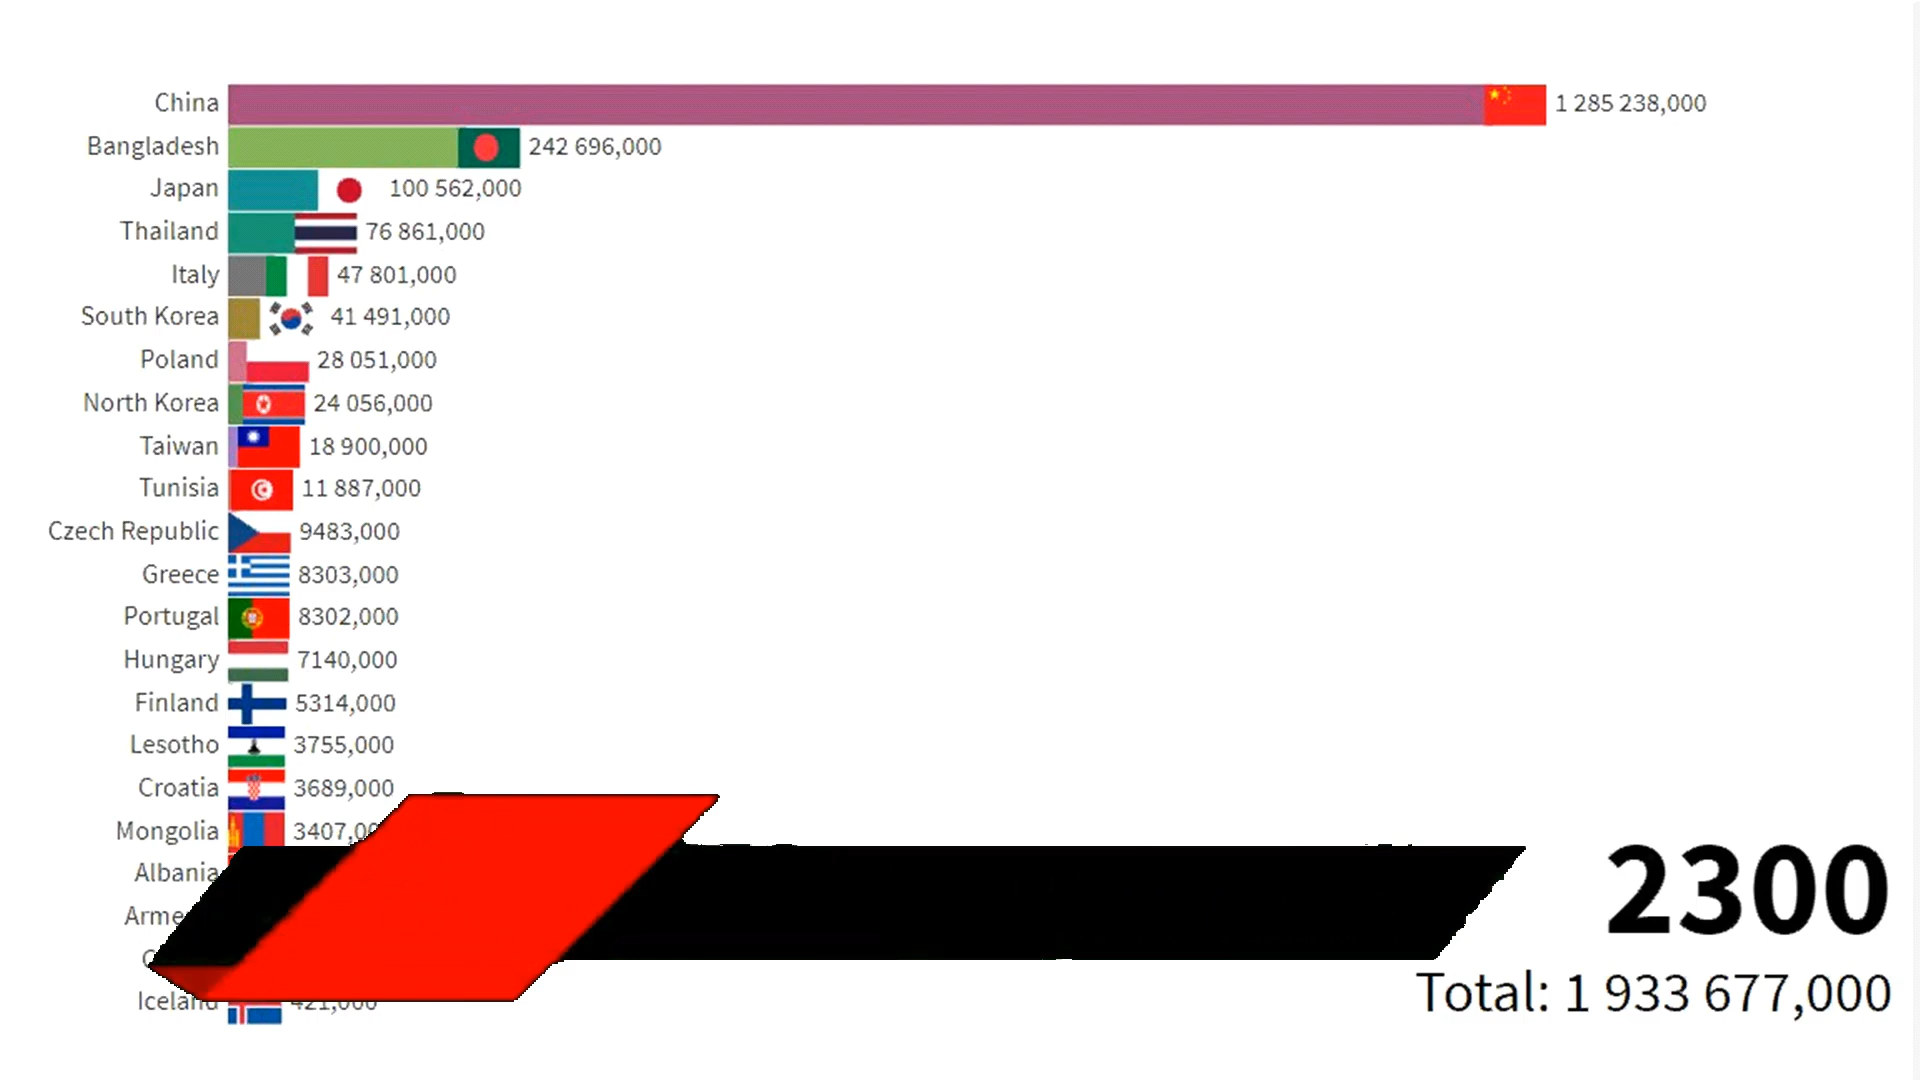 China 1 285 238,000
Bangladesh 242 696,000
Japan 100 562,000
Thailand 76 861,000
Italy 47 801,000
South Korea 41 491,000
Poland 28 051,000
North Korea 24 056,000
Taiwan 18 900,000
Tunisia 11 887,000
Czech Republic 9483,000
Greece 8303,000
Portugal 8302,000
Hungary 7140,000
Finland 5314,000
Lesotho 3755,000
Croatia 3689,000
Mongolia
Albania
Iceland 421,000
2300
Total: 1 933 677,000